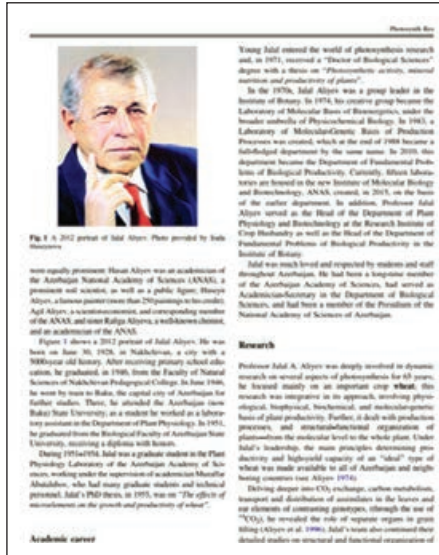 Photosynth Res
Fig. 1 A 2012 portrait of Jalal Aliyev. Photo provided by Irada
Huseynova
were equally prominent: Hasan Aliyev was an academician of
the Azerbaijan National Academy of Sciences (ANAS), a
prominent soil scientist, as well as a public figure; Huseyn
Aliyev, a famous painter (more than 250 paintings to his credit);
Agil Aliyev, a scientist-economist, and corresponding member
of the ANAS, and sister Rafiga Aliyeva, a well-known chemist,
and an academician of the ANAS.
Figure 1 shows a 2012 portrait of Jalal Aliyev. He was
born on June 30, 1928, in Nakhchivan, a city with a
5000-year old history. After receiving primary school edu-
cation, he graduated, in 1946, from the Faculty of Natural
Sciences of Nakhchivan Pedagogical College. In June 1946,
he went by train to Baku, the capital city of Azerbaijan for
further studies. There, he attended the Azerbaijan (now
Baku) State University; as a student he worked as a labora-
tory assistant in the Department of Plant Physiology. In 1951,
he graduated from the Biological Faculty of Azerbaijan State
University, receiving a diploma with honors.
During 1951–1954, Jalal was a graduate student in the Plant
Physiology Laboratory of the Azerbaijan Academy of Sci-
ences, working under the supervision of academician Muzaffar
Abutalybov, who had many graduate students and technical
personnel. Jalal's PhD thesis, in 1955, was on "The effects of
microelements on the growth and productivity of wheat".
Academic career
Young Jalal entered the world of photosynthesis research
and, in 1971, received a "Doctor of Biological Sciences"
degree with a thesis on "Photosynthetic activity, mineral
nutrition and productivity of plants".
In the 1970s, Jalal Aliyev was a group leader in the
Institute of Botany. In 1974, his creative group became the
Laboratory of Molecular Basis of Bioenergetics, under the
broader umbrella of Physicochemical Biology. In 1983, a
Laboratory of Molecular-Genetic Basis of Production
Processes was created, which at the end of 1988 became a
full-fledged department by the same name. In 2010, this
department became the Department of Fundamental Prob-
lems of Biological Productivity. Currently, fifteen labora-
tories are housed in the new Institute of Molecular Biology
and Biotechnology, ANAS, created, in 2015, on the basis
of the earlier department. In addition, Professor Jalal
Aliyev served as the Head of the Department of Plant
Physiology and Biotechnology at the Research Institute of
Crop Husbandry as well as the Head of the Department of
Fundamental Problems of Biological Productivity in the
Institute of Botany.
Jalal was much loved and respected by students and staff
throughout Azerbaijan. He had been a long-time member
of the Azerbaijan Academy of Sciences, had served as
Academician-Secretary in the Department of Biological
Sciences, and had been a member of the Presidium of the
National Academy of Sciences of Azerbaijan.
Research
Professor Jalal A. Aliyev was deeply involved in dynamic
research on several aspects of photosynthesis for 65 years;
he focused mainly on an important crop wheat; this
research was integrative in its approach, involving physi-
ological, biophysical, biochemical, and molecular-genetic
basis of plant productivity. Further, it dealt with production
processes, and structural–functional organization of
plants—from the molecular level to the whole plant. Under
Jalal's leadership, the main principles determining pro-
ductivity and high-yield capacity of an "ideal" type of
wheat was made available to all of Azerbaijan and neigh-
boring countries (see Aliyev 1974).
Delving deeper into CO2 exchange, carbon metabolism,
transport and distribution of assimilates in the leaves and
ear elements of contrasting genotypes, (through the use of
14CO2), he revealed the role of separate organs in grain
filling (Aliyev et al. 1996). Jalal's team also continued their
detailed studies on structural and functional organization of